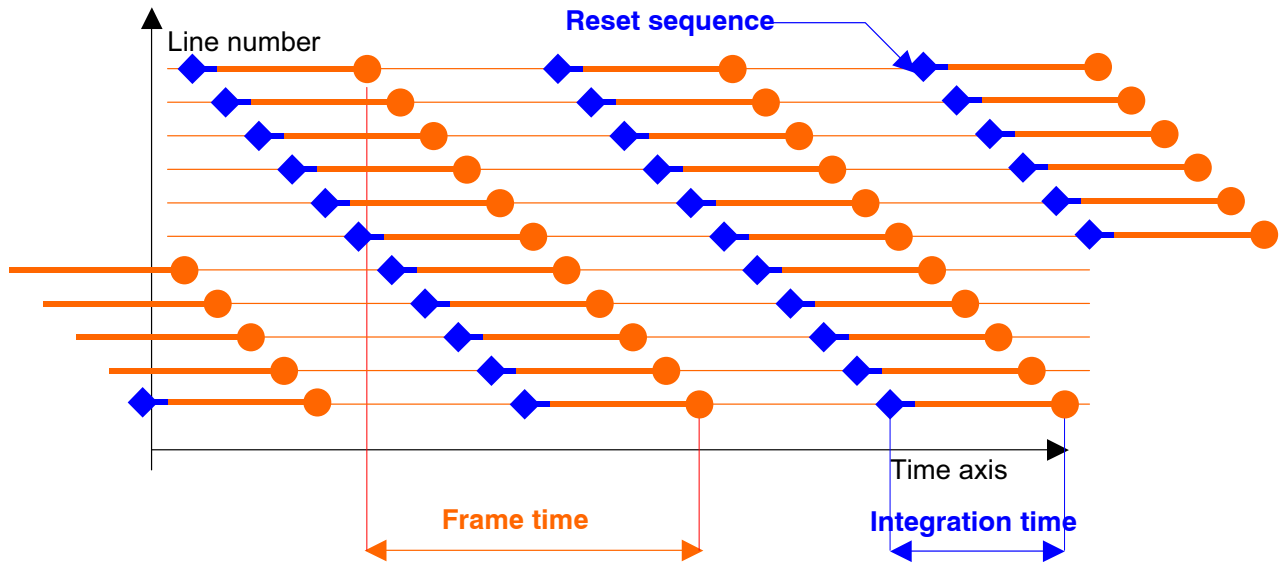 Reset sequence
Line number
Time axis
Frame time
Integration time